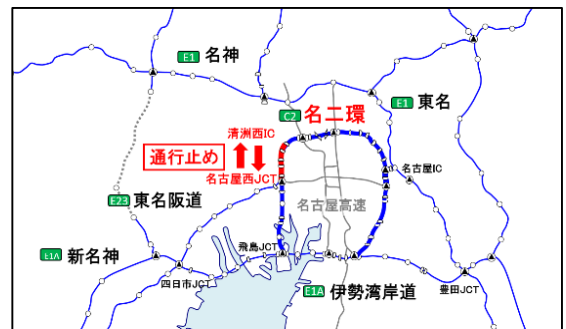 E1 名神
C2 名二環
E1 東名
清洲西IC
通行止め
名古屋西JCT
名古屋IC
E23 東名阪道
名古屋高速
E1A 新名神
飛島JCT
四日市JCT
E1A 伊勢湾岸道
豊田JCT